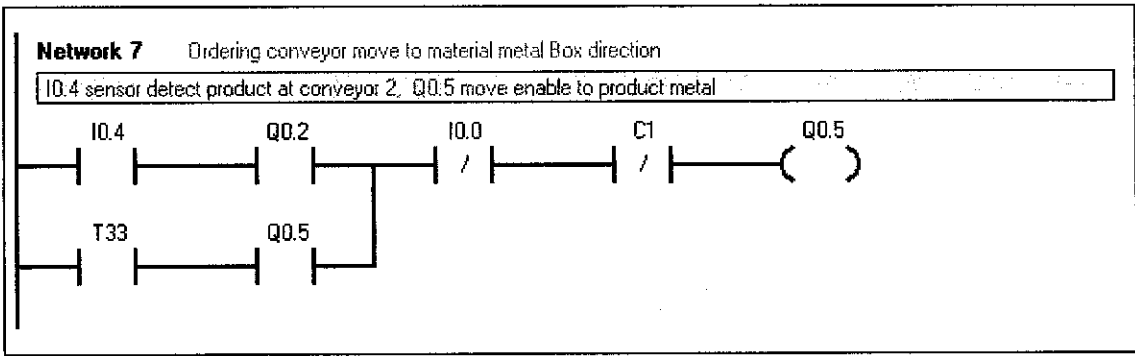 Network 7 Ordering conveyor move to material metal Box direction
I0.4 sensor detect product at conveyor 2, Q0.5 move enable to product metal
I0.4 Q0.2 I0.0 C1 Q0.5
/ /
T33 Q0.5